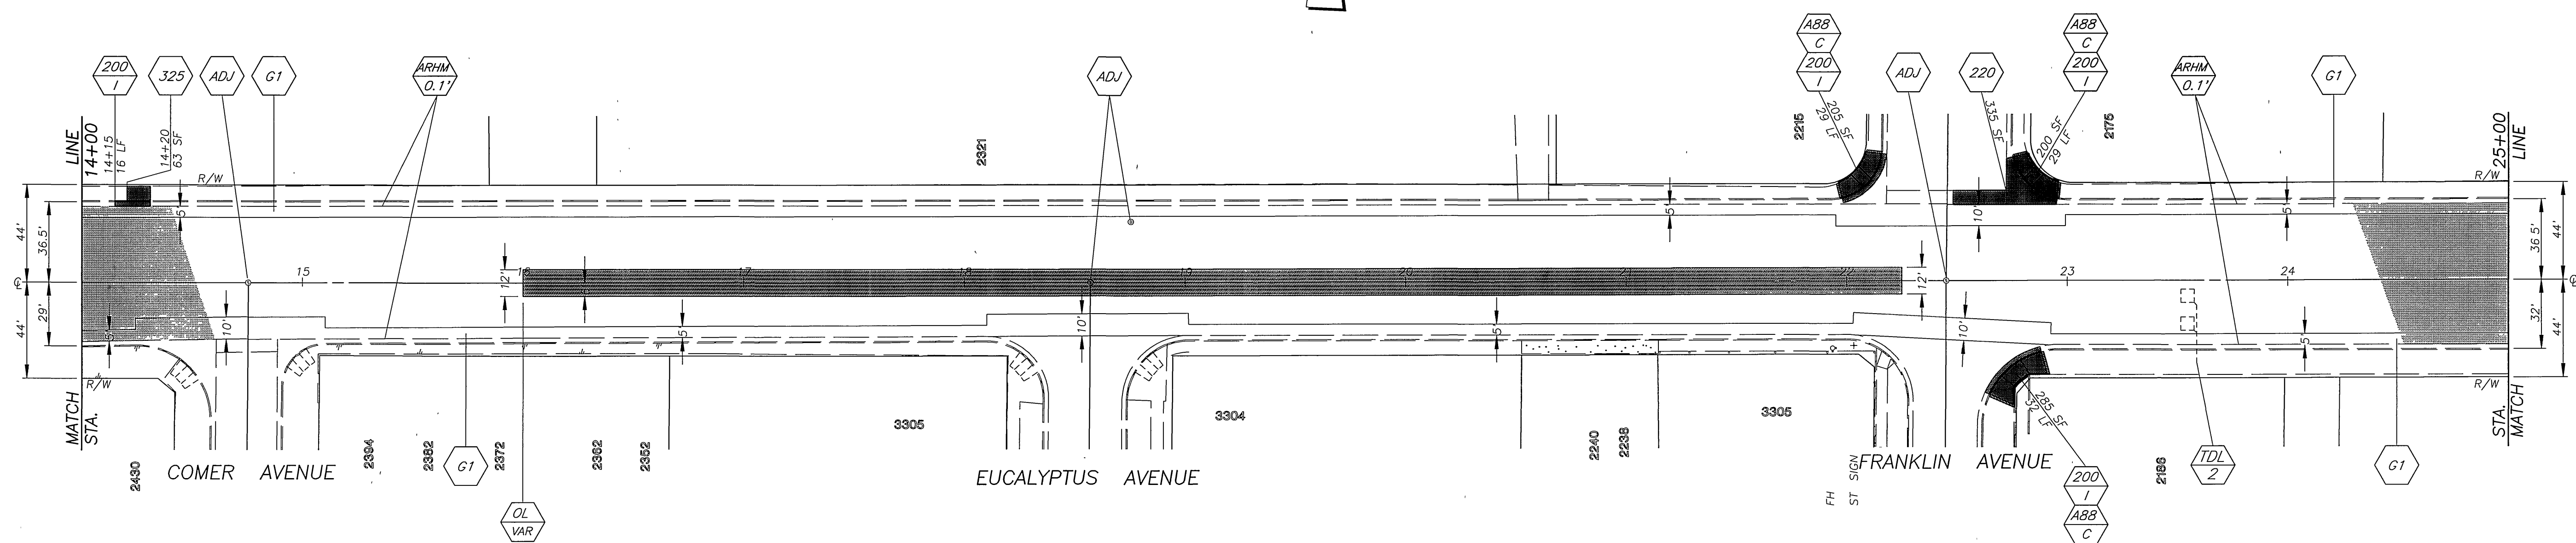 200
I
325
ADJ
G1
ARHM
0.1'
ADJ
A88
C
200
I
ADJ
220
A88
C
200
I
ARHM
0.1'
G1
MATCH LINE
STA. 14+00
14+15
16 LF
14+20
63 SF
R/W
2321
2215
205 SF
29 LF
335 SF
200 SF
29 LF
2175
STA. 25+00
MATCH LINE
R/W
44'
36.5'
5'
5'
10'
5'
36.5'
44'
15
16
17
18
19
20
21
22
23
24
12'
12'
44'
29'
10'
5'
10'
5'
10'
5'
32'
44'
R/W
R/W
2430
COMER AVENUE
2394
2382
G1
2372
2362
2352
3305
EUCALYPTUS AVENUE
3304
2240
2238
3305
FH
ST SIGN
FRANKLIN AVENUE
285 SF
32 LF
2186
TDL
2
G1
OL
VAR
200
I
A88
C